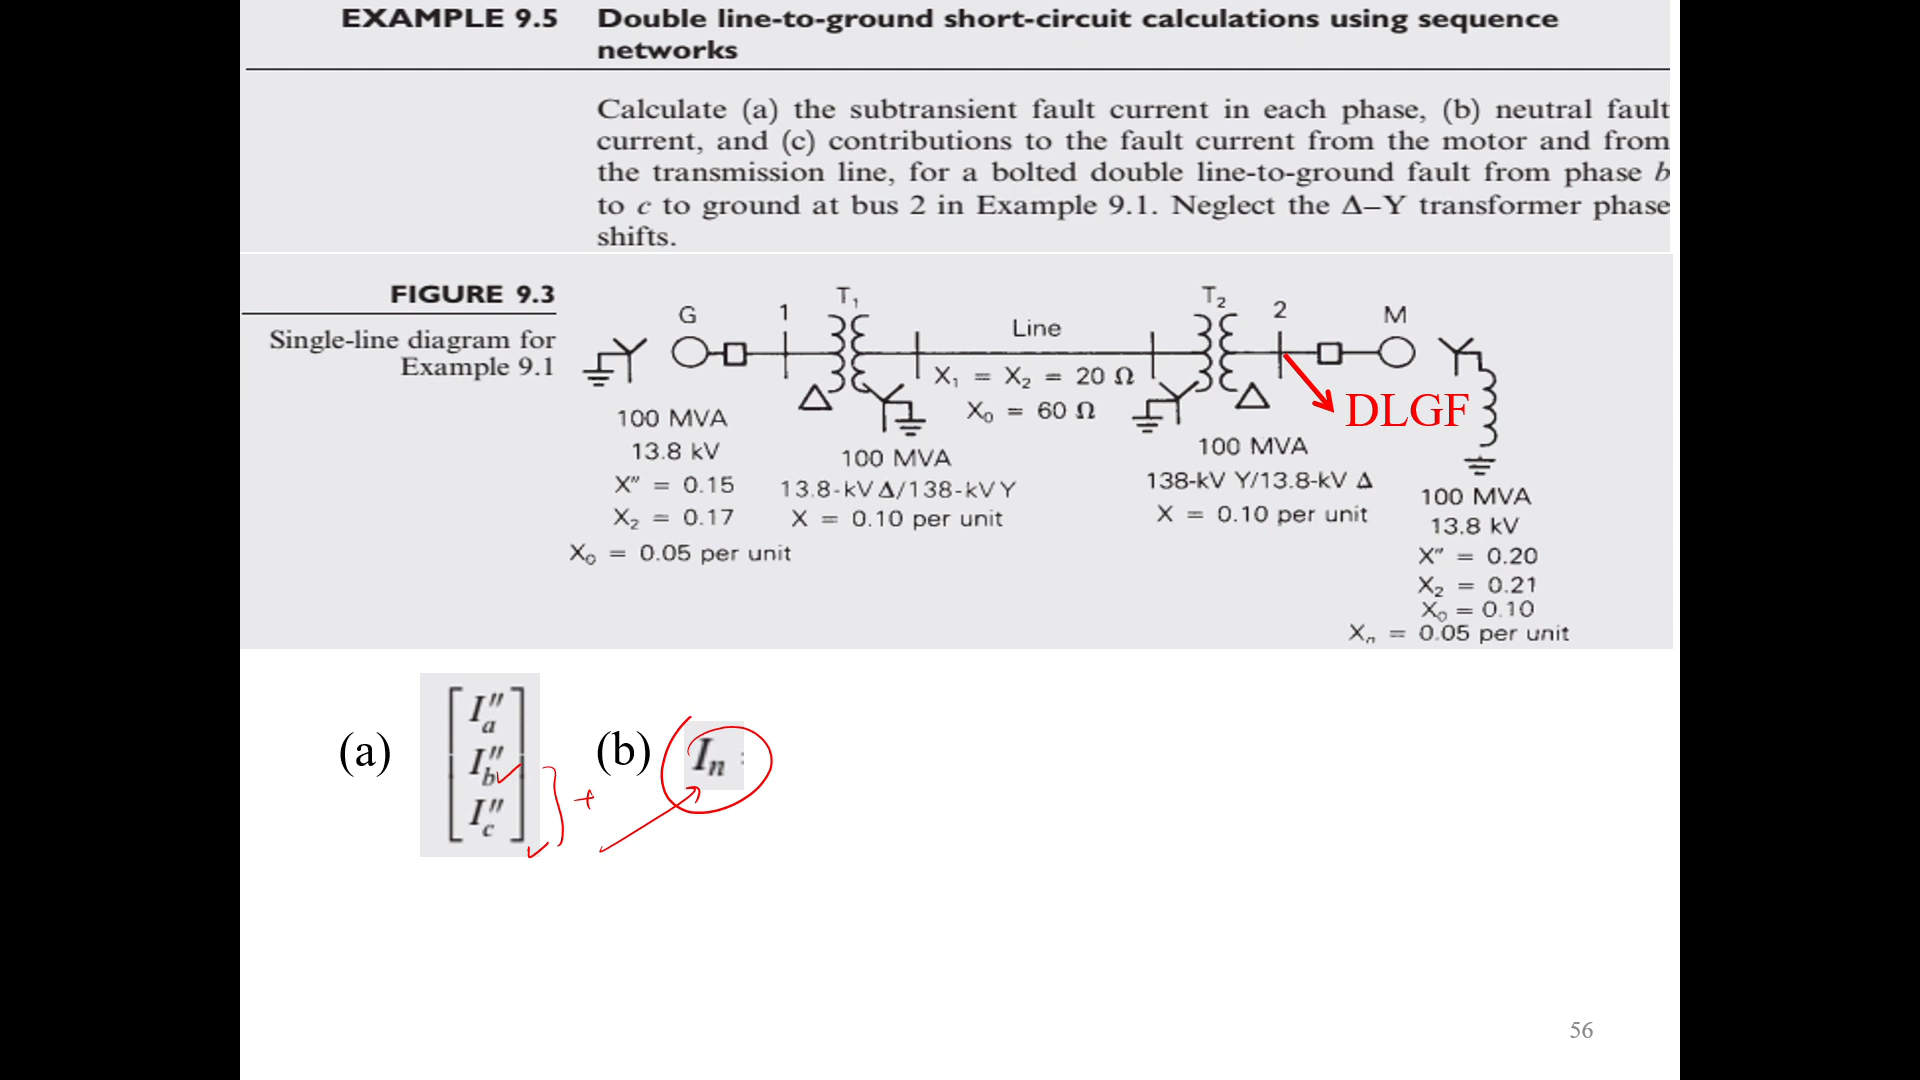 EXAMPLE 9.5 Double line-to-ground short-circuit calculations using sequence
networks
Calculate (a) the subtransient fault current in each phase, (b) neutral fault
current, and (c) contributions to the fault current from the motor and from
the transmission line, for a bolted double line-to-ground fault from phase b
to c to ground at bus 2 in Example 9.1. Neglect the Δ–Y transformer phase
shifts.
FIGURE 9.3
Single-line diagram for
Example 9.1
G
1
T₁
Line
X₁ = X₂ = 20 Ω
X₀ = 60 Ω
T₂
2
M
DLGF
100 MVA
13.8 kV
X″ = 0.15
X₂ = 0.17
X₀ = 0.05 per unit
100 MVA
13.8-kV Δ/138-kV Y
X = 0.10 per unit
100 MVA
138-kV Y/13.8-kV Δ
X = 0.10 per unit
100 MVA
13.8 kV
X″ = 0.20
X₂ = 0.21
X₀ = 0.10
Xₙ = 0.05 per unit
(a)
I″a
I″b
I″c
+
(b) Iₙ
56